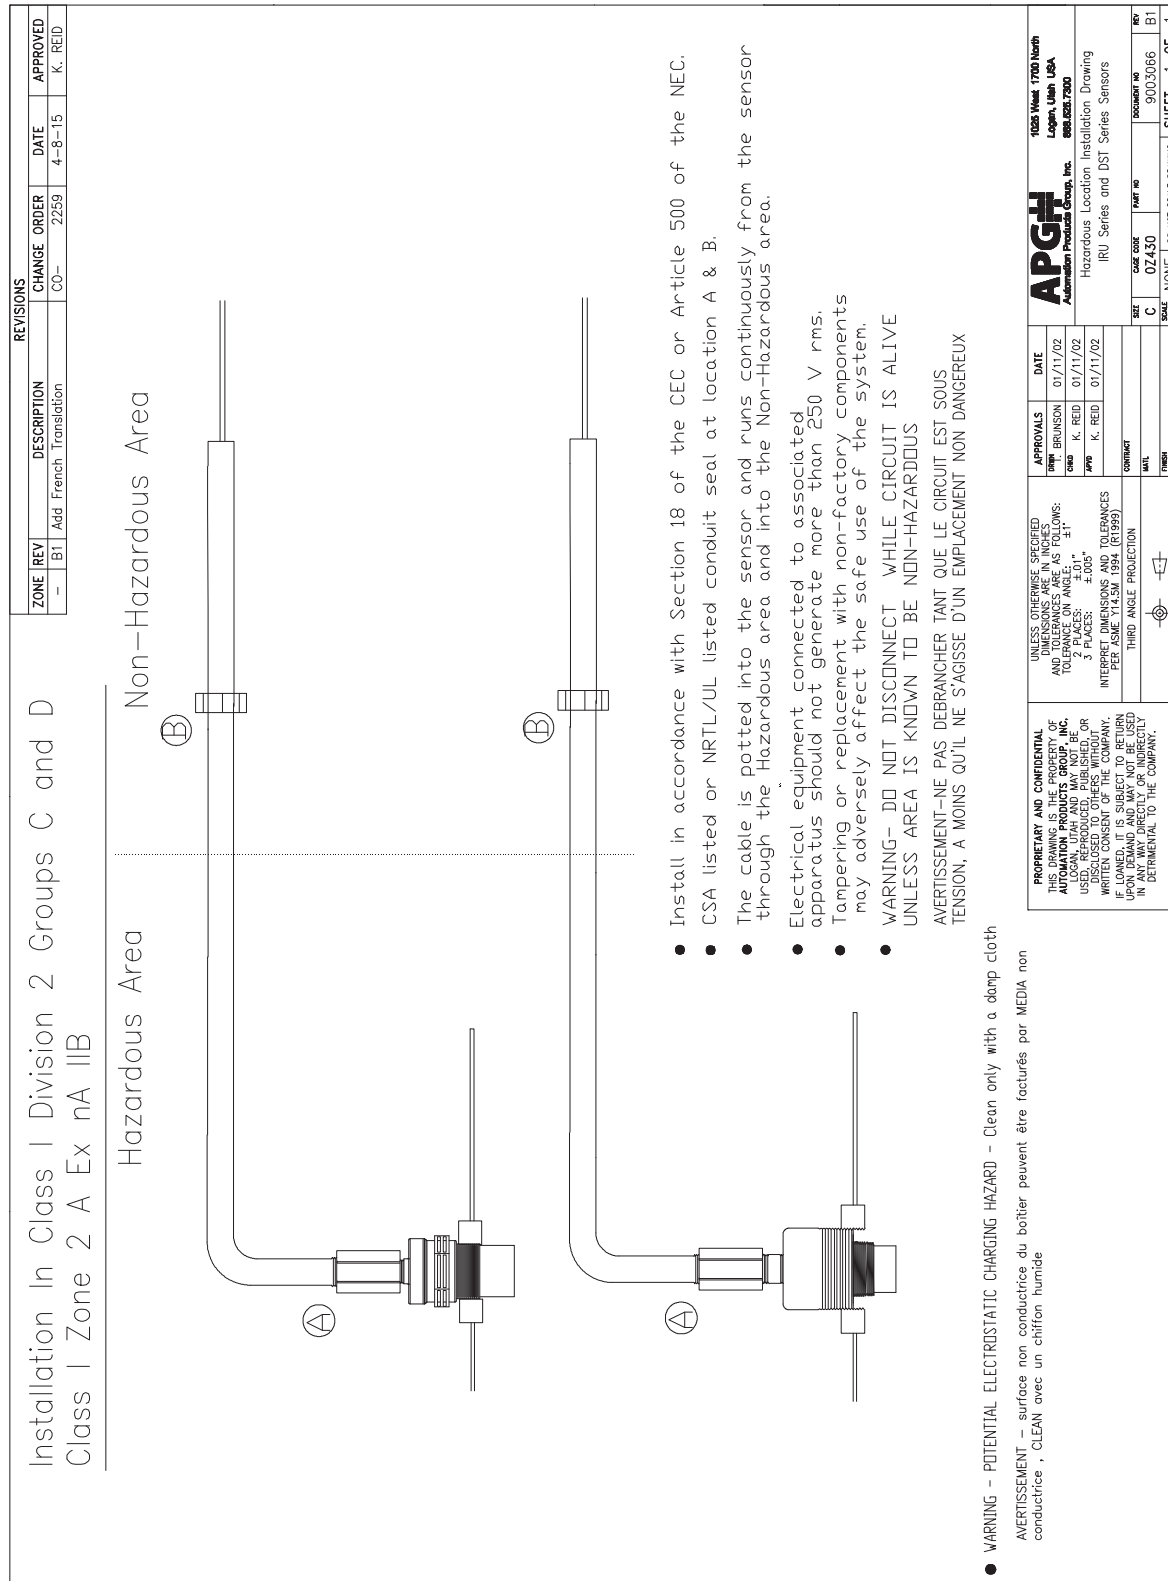 Installation In Class I Division 2 Groups C and D
Class I Zone 2 A Ex nA IIB
REVISIONS
ZONE REV DESCRIPTION CHANGE ORDER DATE APPROVED
– B1 Add French Translation CO– 2259 4–8–15 K. REID
Hazardous Area
Non–Hazardous Area
A
B
A
B
● Install in accordance with Section 18 of the CEC or Article 500 of the NEC.
● CSA listed or NRTL/UL listed conduit seal at location A & B.
● The cable is potted into the sensor and runs continuously from the sensor
through the Hazardous area and into the Non–Hazardous area.
● Electrical equipment connected to associated
apparatus should not generate more than 250 V rms.
● Tampering or replacement with non–factory components
may adversely affect the safe use of the system.
● WARNING– DO NOT DISCONNECT WHILE CIRCUIT IS ALIVE
UNLESS AREA IS KNOWN TO BE NON–HAZARDOUS
AVERTISSEMENT–NE PAS DEBRANCHER TANT QUE LE CIRCUIT EST SOUS
TENSION, A MOINS QU'IL NE S'AGISSE D'UN EMPLACEMENT NON DANGEREUX
● WARNING – POTENTIAL ELECTROSTATIC CHARGING HAZARD – Clean only with a damp cloth
AVERTISSEMENT – surface non conductrice du boîtier peuvent être facturés par MEDIA non
conductrice , CLEAN avec un chiffon humide
PROPRIETARY AND CONFIDENTIAL
THIS DRAWING IS THE PROPERTY OF
AUTOMATION PRODUCTS GROUP, INC.
LOGAN, UTAH AND MAY NOT BE
USED, REPRODUCED, PUBLISHED, OR
DISCLOSED TO OTHERS WITHOUT
WRITTEN CONSENT OF THE COMPANY.
IF LOANED, IT IS SUBJECT TO RETURN
UPON DEMAND AND MAY NOT BE USED
IN ANY WAY DIRECTLY OR INDIRECTLY
DETRIMENTAL TO THE COMPANY.
UNLESS OTHERWISE SPECIFIED
DIMENSIONS ARE IN INCHES
AND TOLERANCES ARE AS FOLLOWS:
TOLERANCE ON ANGLE: ±1°
2 PLACES: ±.01"
3 PLACES: ±.005"
INTERPRET DIMENSIONS AND TOLERANCES
PER ASME Y14.5M 1994 (R1999)
THIRD ANGLE PROJECTION
APPROVALS DATE
DRWN T. BRUNSON 01/11/02
CHKD K. REID 01/11/02
APVD K. REID 01/11/02
CONTRACT
MATL
FINISH
APG
Automation Products Group, Inc.
1025 West 1700 North
Logan, Utah USA
888.525.7300
Hazardous Location Installation Drawing
IRU Series and DST Series Sensors
SIZE CAGE CODE PART NO DOCUMENT NO REV
C 0Z430 9003066 B1
SCALE NONE SHEET 1 OF 1